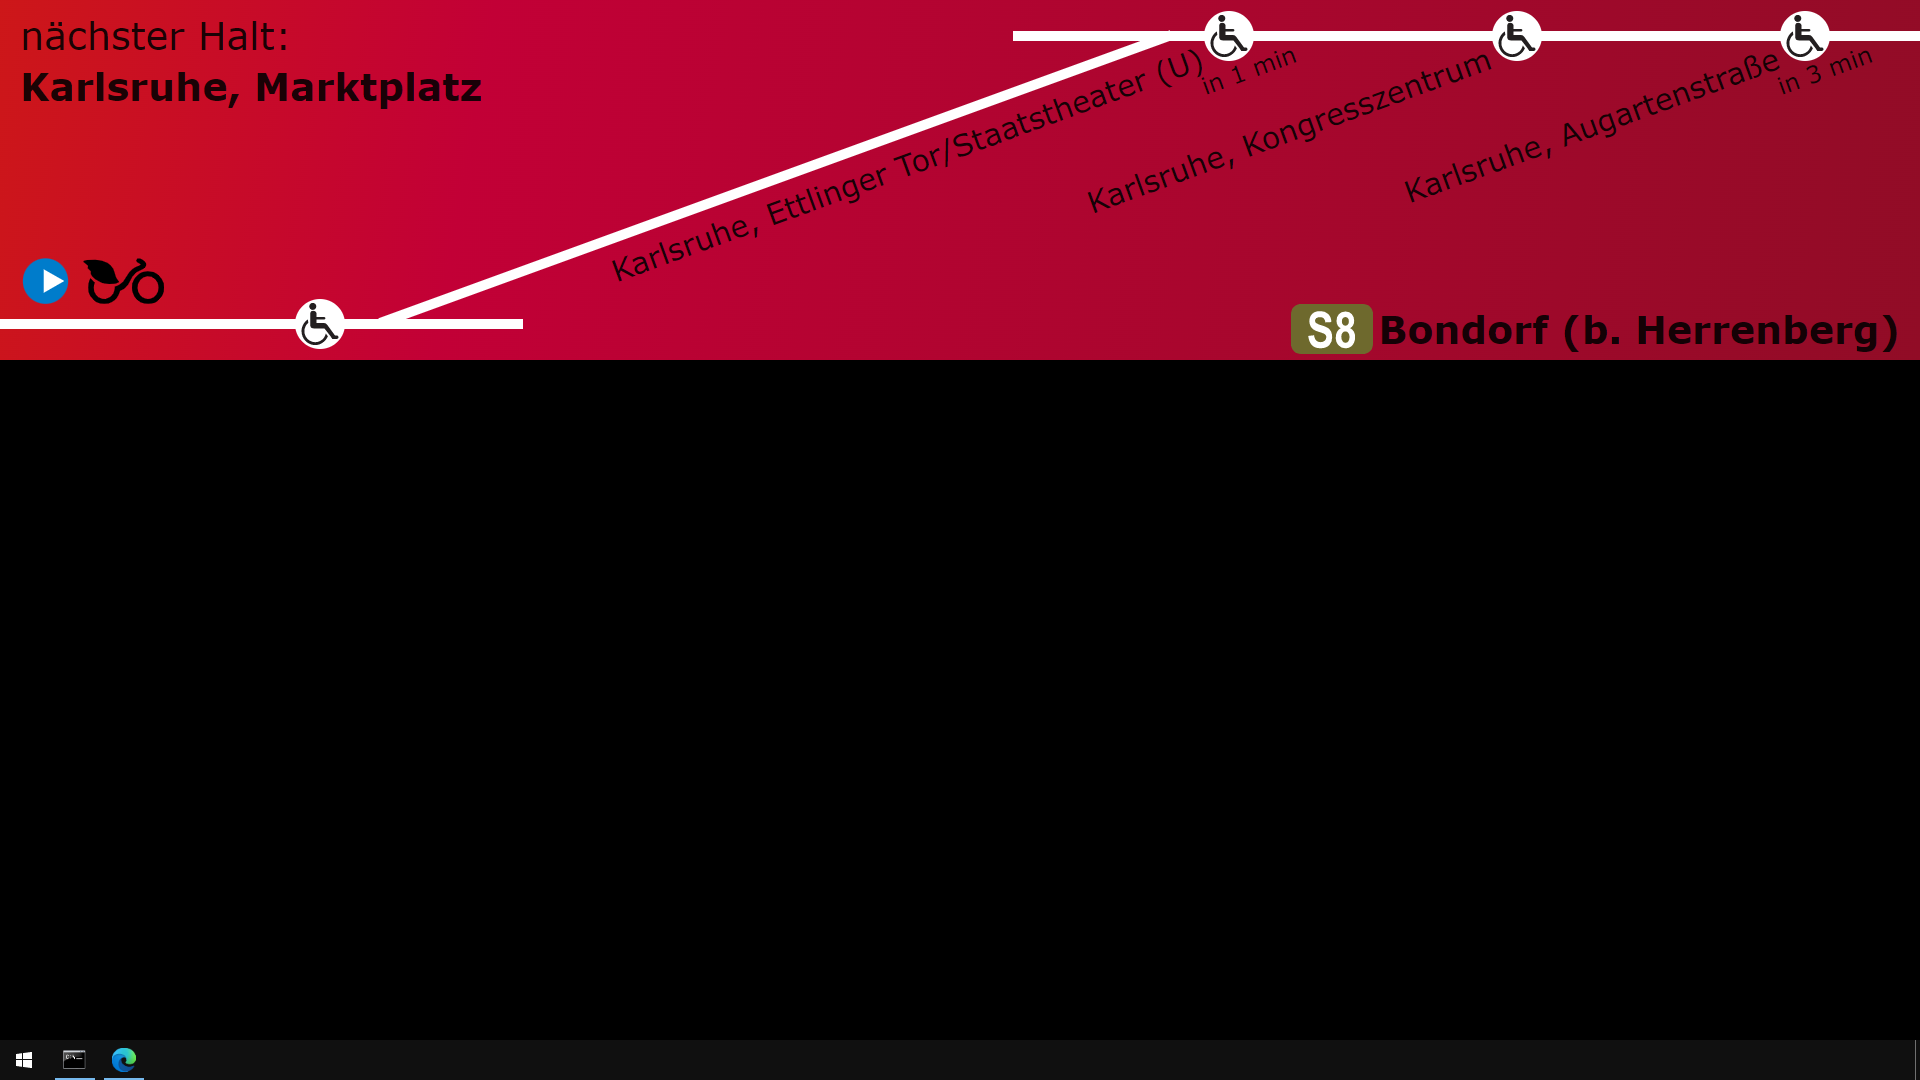 nächster Halt:
Karlsruhe, Marktplatz
Karlsruhe, Ettlinger Tor/Staatstheater (U)
in 1 min
Karlsruhe, Kongresszentrum
Karlsruhe, Augartenstraße
in 3 min
S8 Bondorf (b. Herrenberg)